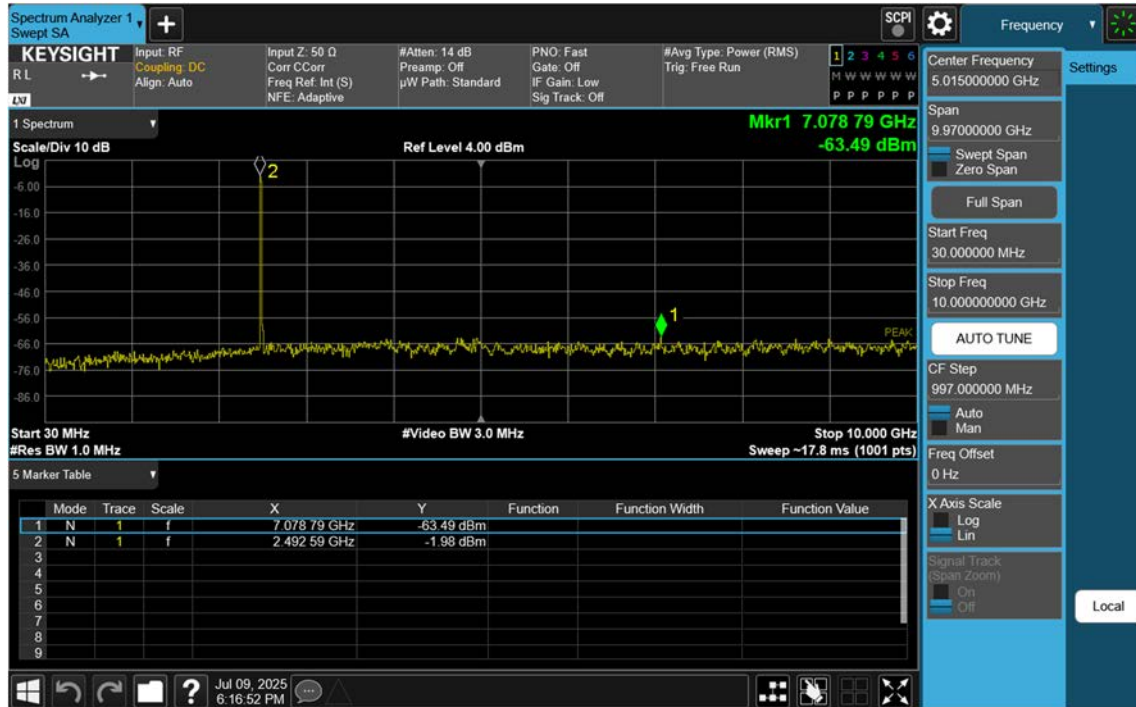 Spectrum Analyzer 1
Swept SA
SCPI
Frequency
KEYSIGHT
R L
LXI
Input: RF
Coupling: DC
Align: Auto
Input Z: 50 Ω
Corr CCorr
Freq Ref: Int (S)
NFE: Adaptive
#Atten: 14 dB
Preamp: Off
µW Path: Standard
PNO: Fast
Gate: Off
IF Gain: Low
Sig Track: Off
#Avg Type: Power (RMS)
Trig: Free Run
1 2 3 4 5 6
M W W W W W
P P P P P P
1 Spectrum
Mkr1 7.078 79 GHz
Scale/Div 10 dB
Ref Level 4.00 dBm
-63.49 dBm
Log
2
-6.00
-16.0
-26.0
-36.0
-46.0
-56.0
1
PEAK
-66.0
-76.0
-86.0
Start 30 MHz
#Video BW 3.0 MHz
Stop 10.000 GHz
#Res BW 1.0 MHz
Sweep ~17.8 ms (1001 pts)
5 Marker Table
Mode Trace Scale X Y Function Function Width Function Value
1 N 1 f 7.078 79 GHz -63.49 dBm
2 N 1 f 2.492 59 GHz -1.98 dBm
3
4
5
6
7
8
9
Jul 09, 2025
6:16:52 PM
Center Frequency
5.015000000 GHz
Span
9.97000000 GHz
Swept Span
Zero Span
Full Span
Start Freq
30.000000 MHz
Stop Freq
10.000000000 GHz
AUTO TUNE
CF Step
997.000000 MHz
Auto
Man
Freq Offset
0 Hz
X Axis Scale
Log
Lin
Signal Track
(Span Zoom)
On
Off
Settings
Local